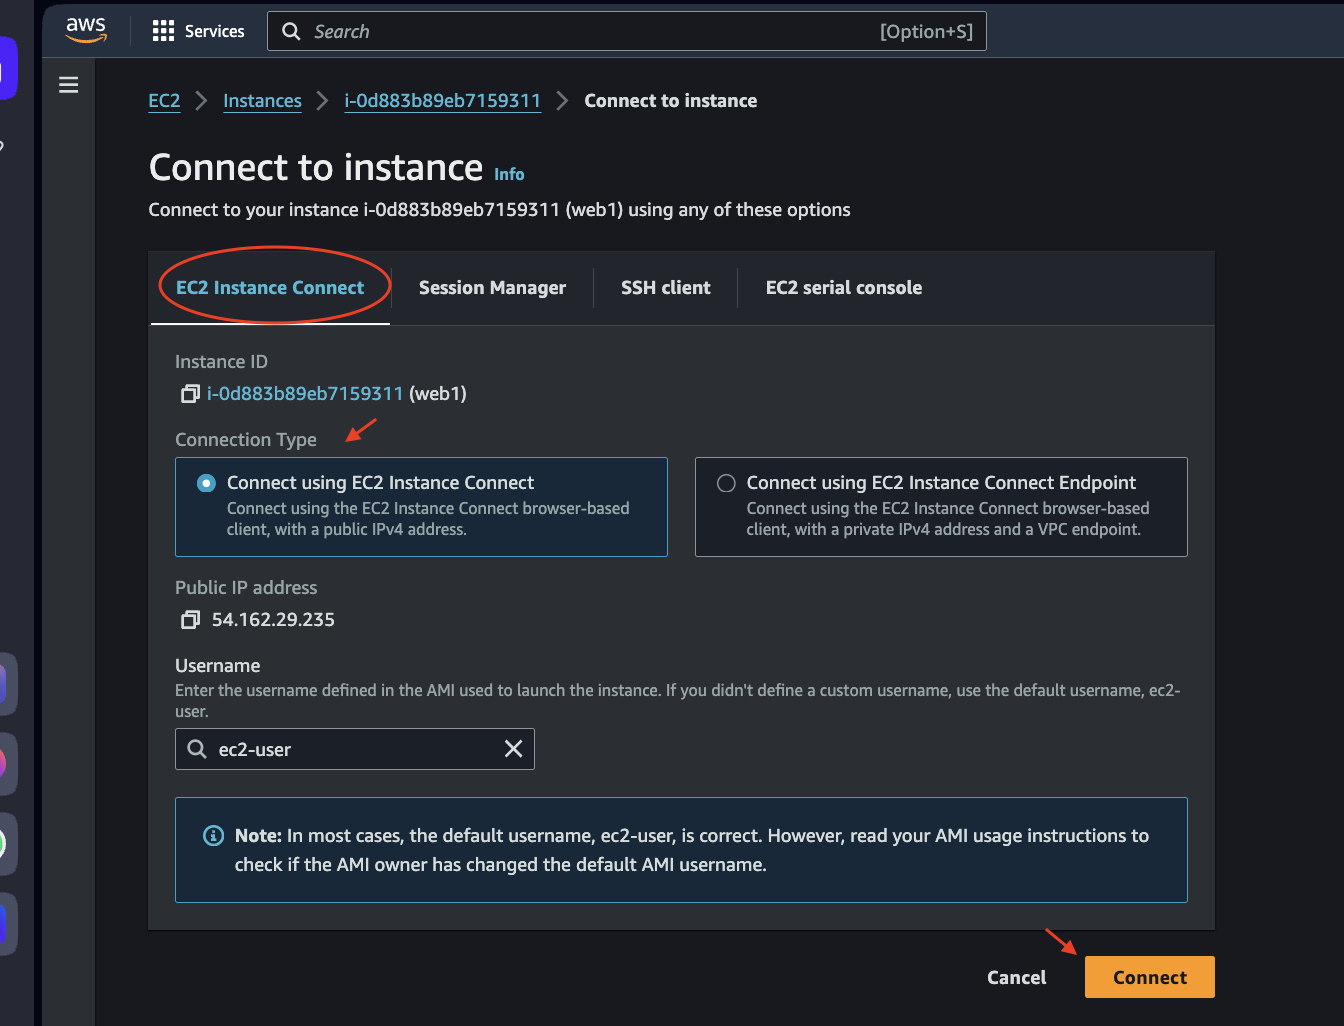 aws
Services
Search
[Option+S]
EC2 > Instances > i-0d883b89eb7159311 > Connect to instance
Connect to instance Info
Connect to your instance i-0d883b89eb7159311 (web1) using any of these options
EC2 Instance Connect
Session Manager
SSH client
EC2 serial console
Instance ID
i-0d883b89eb7159311 (web1)
Connection Type
Connect using EC2 Instance Connect
Connect using the EC2 Instance Connect browser-based
client, with a public IPv4 address.
Connect using EC2 Instance Connect Endpoint
Connect using the EC2 Instance Connect browser-based
client, with a private IPv4 address and a VPC endpoint.
Public IP address
54.162.29.235
Username
Enter the username defined in the AMI used to launch the instance. If you didn't define a custom username, use the default username, ec2-
user.
ec2-user
Note: In most cases, the default username, ec2-user, is correct. However, read your AMI usage instructions to
check if the AMI owner has changed the default AMI username.
Cancel
Connect